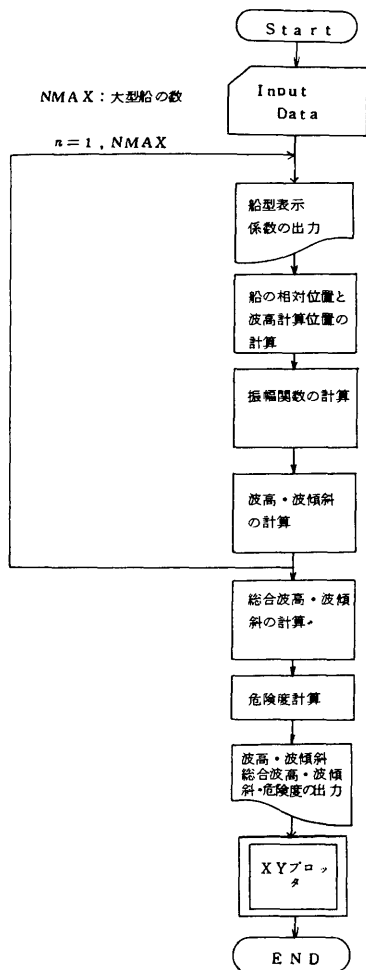 Start
NMAX：大型船の数
Inout
Data
n＝1，NMAX
船型表示
係数の出力
船の相対位置と
波高計算位置の
計算
振幅関数の計算
波高・波傾斜
の計算
総合波高・波傾
斜の計算
危険度計算
波高・波傾斜
総合波高・波傾
斜・危険度の出力
XYプロッ
タ
END